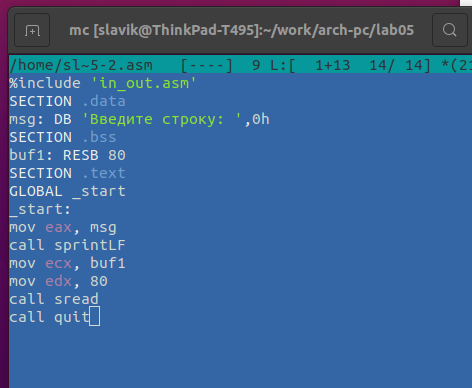 mc [slavik@ThinkPad-T495]:~/work/arch-pc/lab05
/home/sl~5-2.asm   [----]  9 L:[  1+13  14/ 14] *(21
%include 'in_out.asm'
SECTION .data
msg: DB 'Введите строку: ',0h
SECTION .bss
buf1: RESB 80
SECTION .text
GLOBAL _start
_start:
mov eax, msg
call sprintLF
mov ecx, buf1
mov edx, 80
call sread
call quit